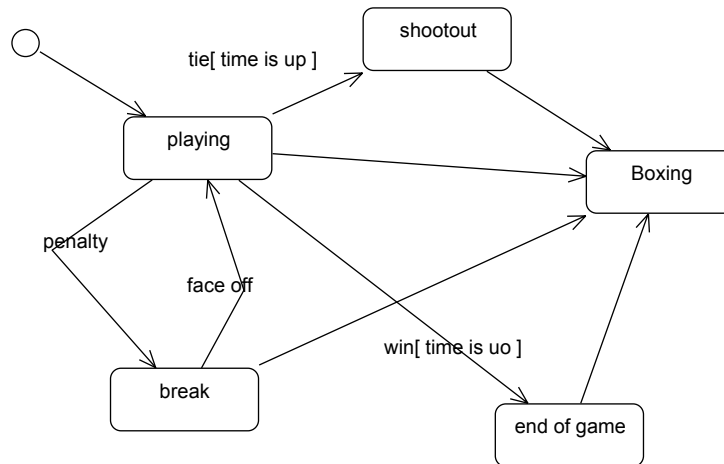 shootout
tie[ time is up ]
playing
Boxing
penalty
face off
win[ time is uo ]
break
end of game